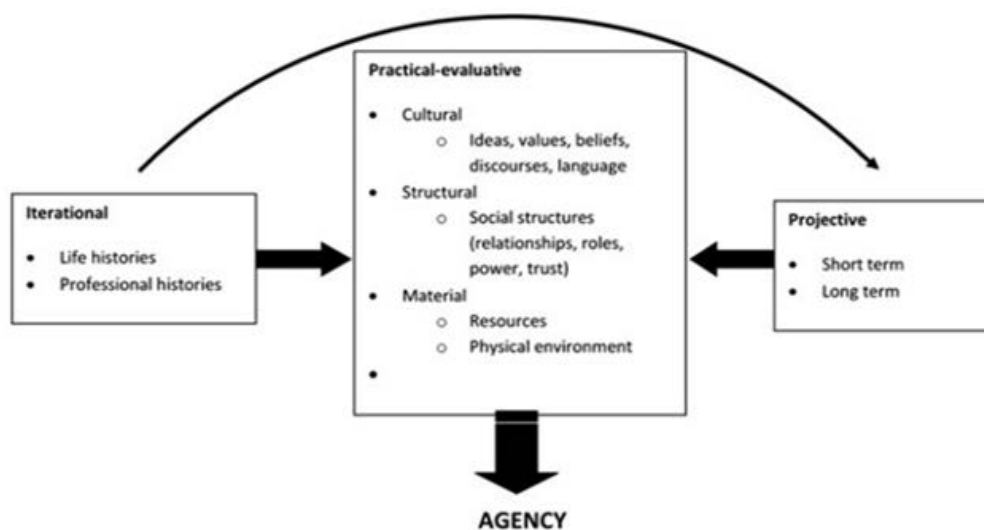 Iterational
• Life histories
• Professional histories
Practical-evaluative
• Cultural
o Ideas, values, beliefs,
discourses, language
• Structural
o Social structures
(relationships, roles,
power, trust)
• Material
o Resources
o Physical environment
•
Projective
• Short term
• Long term
AGENCY